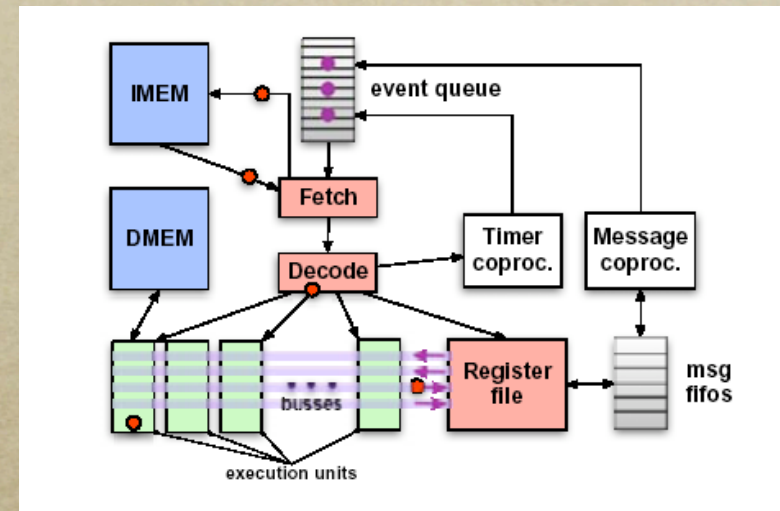 IMEM
event queue
Fetch
DMEM
Timer
coproc.
Message
coproc.
Decode
Register
file
msg
fifos
busses
execution units